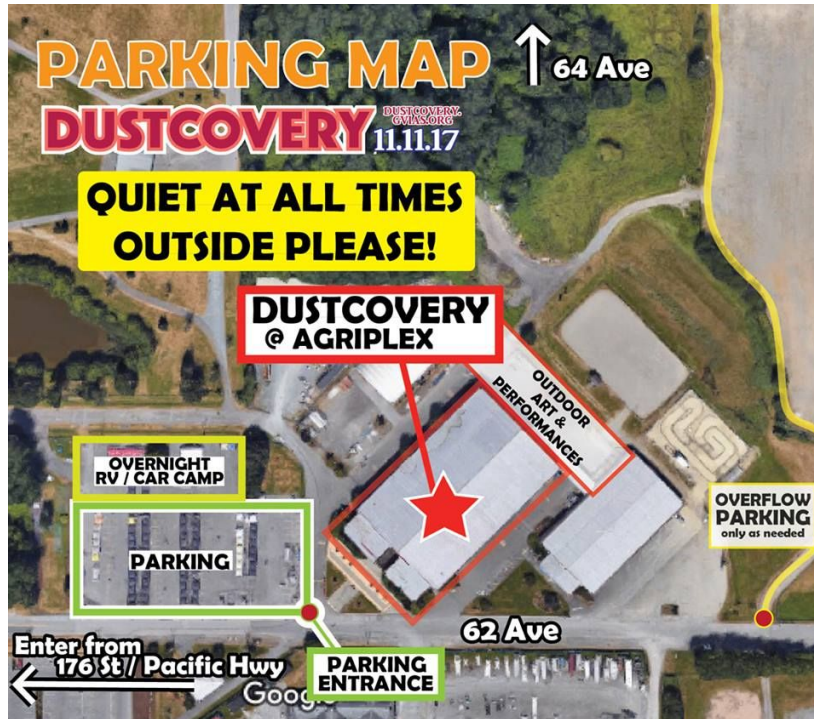 PARKING MAP
64 Ave
DUSTCOVERY
DUSTCOVERY.
GVIAS.ORG
11.11.17
QUIET AT ALL TIMES
OUTSIDE PLEASE!
DUSTCOVERY
@ AGRIPLEX
OUTDOOR
ART &
PERFORMANCES
OVERNIGHT
RV / CAR CAMP
OVERFLOW
PARKING
only as needed
PARKING
62 Ave
Enter from
176 St / Pacific Hwy
PARKING
ENTRANCE
Google